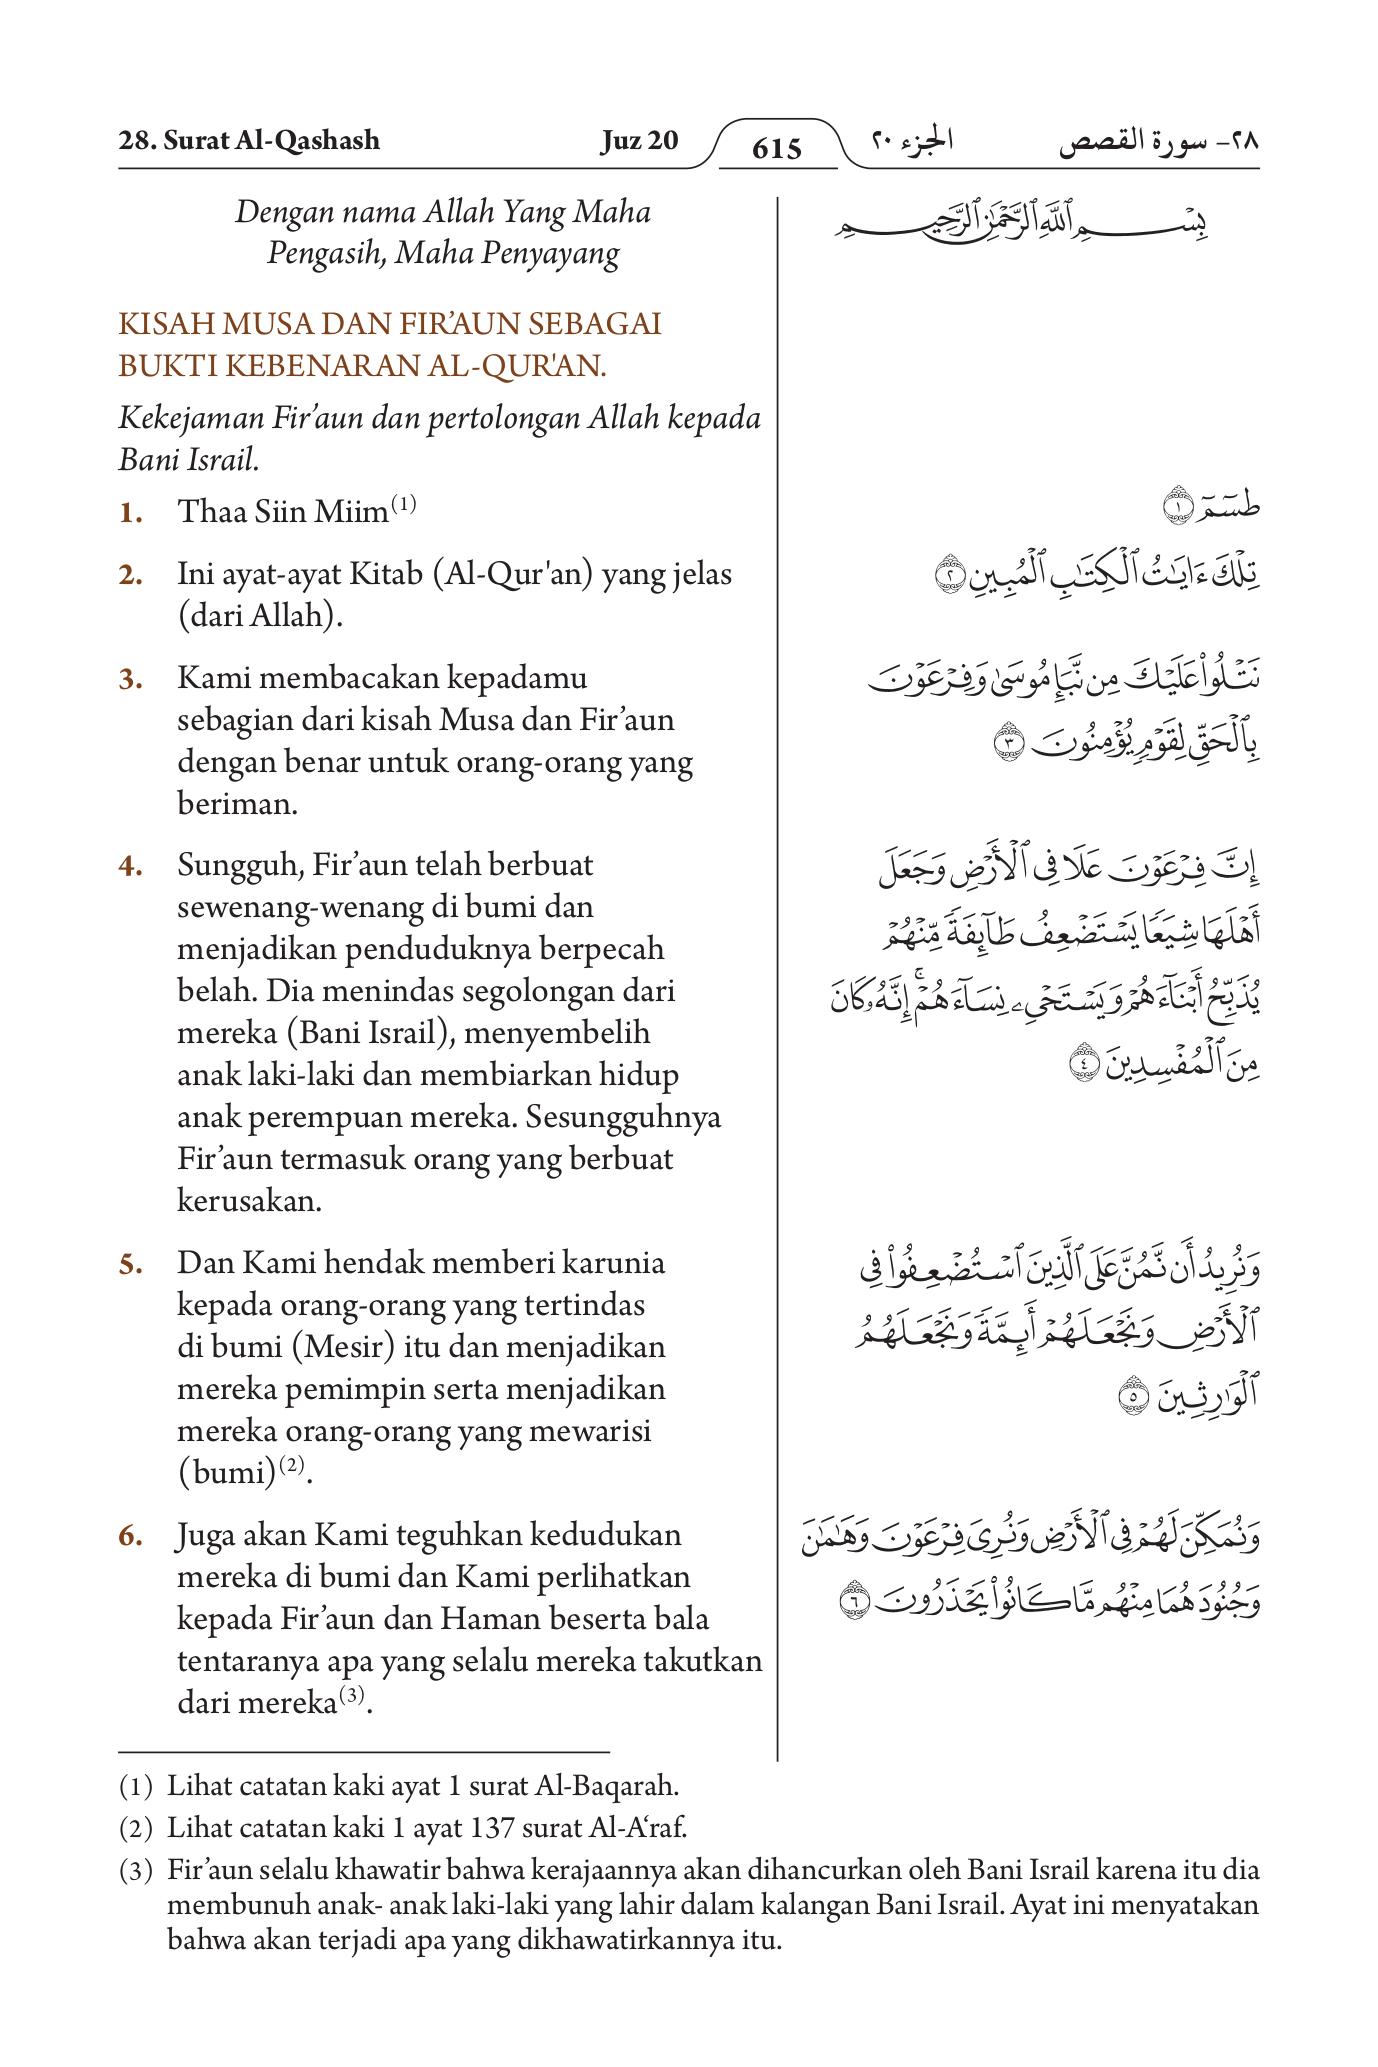 28. Surat Al-Qashash Juz 20 615 الجزء ٢٠ ٢٨- سورة القصص
Dengan nama Allah Yang Maha
Pengasih, Maha Penyayang
KISAH MUSA DAN FIR’AUN SEBAGAI
BUKTI KEBENARAN AL-QUR'AN.
Kekejaman Fir’aun dan pertolongan Allah kepada
Bani Israil.
1. Thaa Siin Miim(1)
2. Ini ayat-ayat Kitab (Al-Qur'an) yang jelas
(dari Allah).
3. Kami membacakan kepadamu
sebagian dari kisah Musa dan Fir’aun
dengan benar untuk orang-orang yang
beriman.
4. Sungguh, Fir’aun telah berbuat
sewenang-wenang di bumi dan
menjadikan penduduknya berpecah
belah. Dia menindas segolongan dari
mereka (Bani Israil), menyembelih
anak laki-laki dan membiarkan hidup
anak perempuan mereka. Sesungguhnya
Fir’aun termasuk orang yang berbuat
kerusakan.
5. Dan Kami hendak memberi karunia
kepada orang-orang yang tertindas
di bumi (Mesir) itu dan menjadikan
mereka pemimpin serta menjadikan
mereka orang-orang yang mewarisi
(bumi)(2).
6. Juga akan Kami teguhkan kedudukan
mereka di bumi dan Kami perlihatkan
kepada Fir’aun dan Haman beserta bala
tentaranya apa yang selalu mereka takutkan
dari mereka(3).
بِسْمِ ٱللَّهِ ٱلرَّحْمَٰنِ ٱلرَّحِيمِ
طسٓمٓ ١
تِلْكَ ءَايَٰتُ ٱلْكِتَٰبِ ٱلْمُبِينِ ٢
نَتْلُوا۟ عَلَيْكَ مِن نَّبَإِ مُوسَىٰ وَفِرْعَوْنَ
بِٱلْحَقِّ لِقَوْمٍ يُؤْمِنُونَ ٣
إِنَّ فِرْعَوْنَ عَلَا فِى ٱلْأَرْضِ وَجَعَلَ
أَهْلَهَا شِيَعًا يَسْتَضْعِفُ طَآئِفَةً مِّنْهُمْ
يُذَبِّحُ أَبْنَآءَهُمْ وَيَسْتَحْىِۦ نِسَآءَهُمْ ۚ إِنَّهُۥ كَانَ
مِنَ ٱلْمُفْسِدِينَ ٤
وَنُرِيدُ أَن نَّمُنَّ عَلَى ٱلَّذِينَ ٱسْتُضْعِفُوا۟ فِى
ٱلْأَرْضِ وَنَجْعَلَهُمْ أَئِمَّةً وَنَجْعَلَهُمُ
ٱلْوَٰرِثِينَ ٥
وَنُمَكِّنَ لَهُمْ فِى ٱلْأَرْضِ وَنُرِىَ فِرْعَوْنَ وَهَٰمَٰنَ
وَجُنُودَهُمَا مِنْهُم مَّا كَانُوا۟ يَحْذَرُونَ ٦
(1) Lihat catatan kaki ayat 1 surat Al-Baqarah.
(2) Lihat catatan kaki 1 ayat 137 surat Al-A‘raf.
(3) Fir’aun selalu khawatir bahwa kerajaannya akan dihancurkan oleh Bani Israil karena itu dia
membunuh anak- anak laki-laki yang lahir dalam kalangan Bani Israil. Ayat ini menyatakan
bahwa akan terjadi apa yang dikhawatirkannya itu.